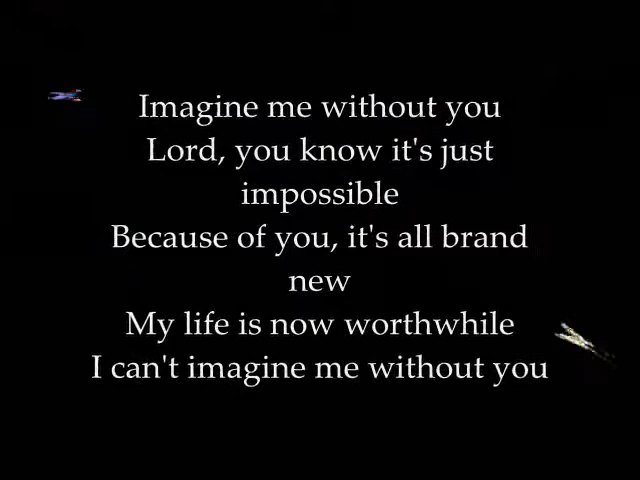 Imagine me without you
Lord, you know it's just
impossible
Because of you, it's all brand
new
My life is now worthwhile
I can't imagine me without you